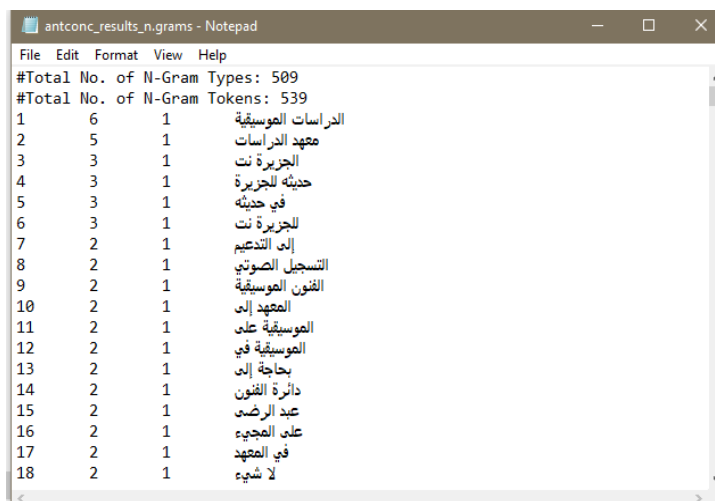 antconc_results_n.grams - Notepad
File Edit Format View Help
#Total No. of N-Gram Types: 509
#Total No. of N-Gram Tokens: 539
1 6 1 الدراسات الموسيقية
2 5 1 معهد الدراسات
3 3 1 الجزيرة نت
4 3 1 حديثه للجزيرة
5 3 1 في حديثه
6 3 1 للجزيرة نت
7 2 1 إلى التدعيم
8 2 1 التسجيل الصوتي
9 2 1 الفنون الموسيقية
10 2 1 المعهد إلى
11 2 1 الموسيقية على
12 2 1 الموسيقية في
13 2 1 بحاجة إلى
14 2 1 دائرة الفنون
15 2 1 عبد الرضى
16 2 1 على المجيء
17 2 1 في المعهد
18 2 1 لا شيء